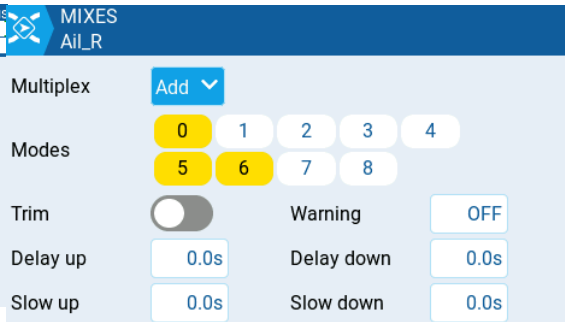 MIXES
Ail_R
Multiplex Add
Modes 0 1 2 3 4
5 6 7 8
Trim Warning OFF
Delay up 0.0s Delay down 0.0s
Slow up 0.0s Slow down 0.0s